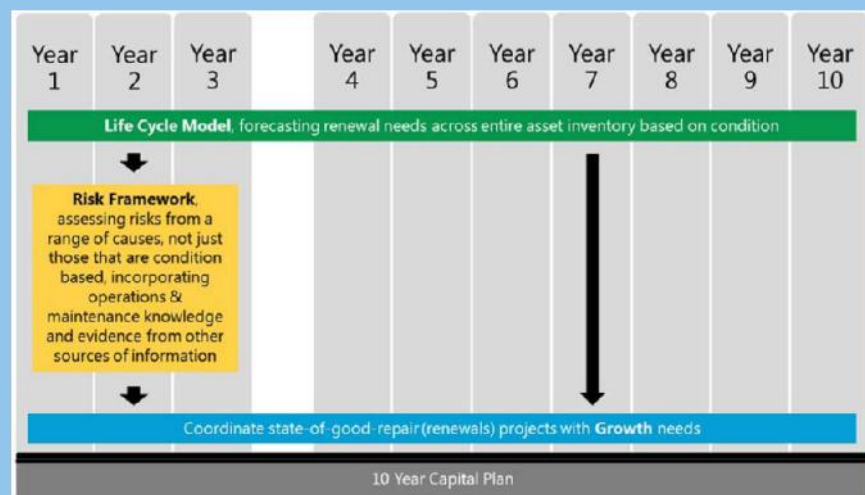 Year 1
Year 2
Year 3
Year 4
Year 5
Year 6
Year 7
Year 8
Year 9
Year 10
Life Cycle Model, forecasting renewal needs across entire asset inventory based on condition
Risk Framework,
assessing risks from a
range of causes, not just
those that are condition
based, incorporating
operations &
maintenance knowledge
and evidence from other
sources of information
Coordinate state-of-good-repair (renewals) projects with Growth needs
10 Year Capital Plan